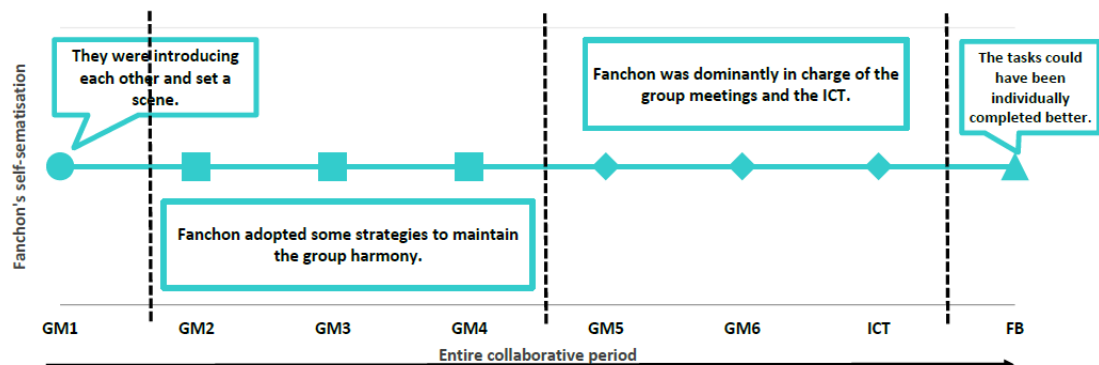 Fanchon's self-sematisation
They were introducing
each other and set a
scene.
Fanchon adopted some strategies to maintain
the group harmony.
Fanchon was dominantly in charge of the
group meetings and the ICT.
The tasks could
have been
individually
completed better.
GM1 GM2 GM3 GM4 GM5 GM6 ICT FB
Entire collaborative period